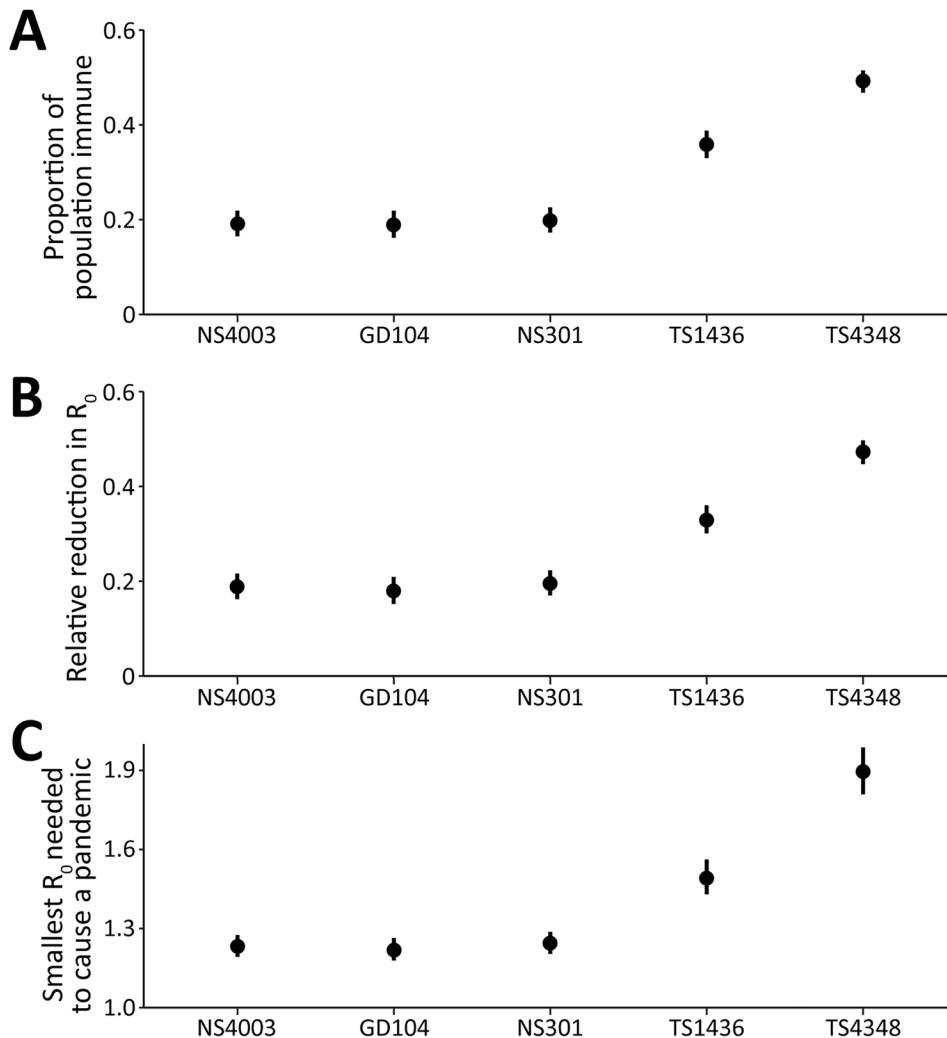 A
Proportion of
population immune
0.6
0.4
0.2
0
NS4003 GD104 NS301 TS1436 TS4348
B
Relative reduction in R0
0.6
0.4
0.2
0
NS4003 GD104 NS301 TS1436 TS4348
C
Smallest R0 needed
to cause a pandemic
1.9
1.6
1.3
1.0
NS4003 GD104 NS301 TS1436 TS4348